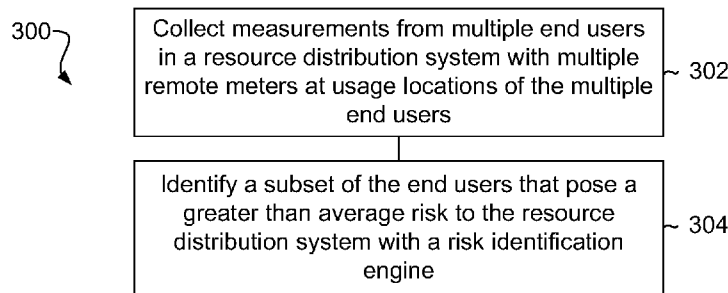 300
Collect measurements from multiple end users
in a resource distribution system with multiple
remote meters at usage locations of the multiple
end users
302
Identify a subset of the end users that pose a
greater than average risk to the resource
distribution system with a risk identification
engine
304